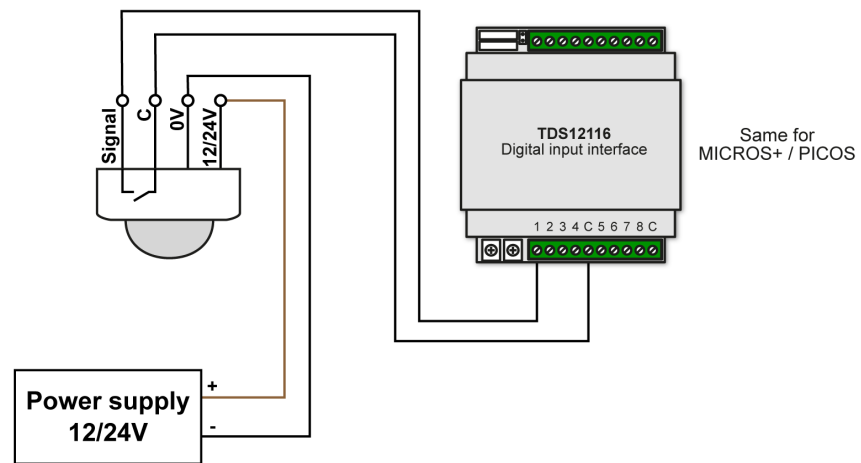 Signal
C
0V
12/24V
TDS12116
Digital input interface
1 2 3 4 C 5 6 7 8 C
Same for
MICROS+ / PICOS
Power supply
12/24V
+
-